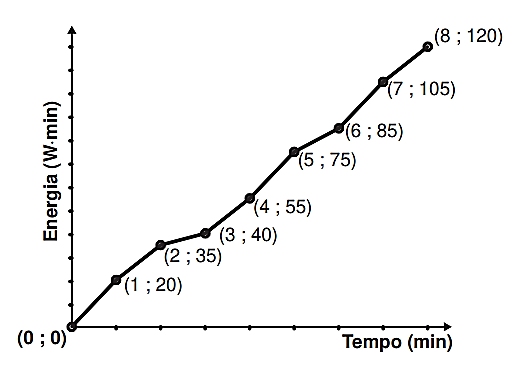 (8 ; 120)
(7 ; 105)
(6 ; 85)
(5 ; 75)
(4 ; 55)
(3 ; 40)
(2 ; 35)
(1 ; 20)
(0 ; 0)
Energia (W·min)
Tempo (min)